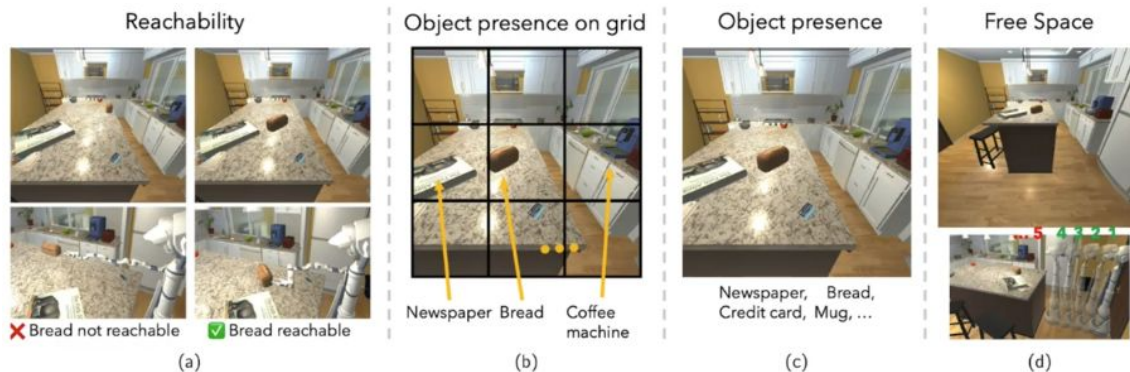 Reachability
Object presence on grid
Object presence
Free Space
... 5 4 3 2 1
Newspaper Bread Coffee
machine
Newspaper, Bread,
Credit card, Mug, ...
❌ Bread not reachable ✅ Bread reachable
(a) (b) (c) (d)